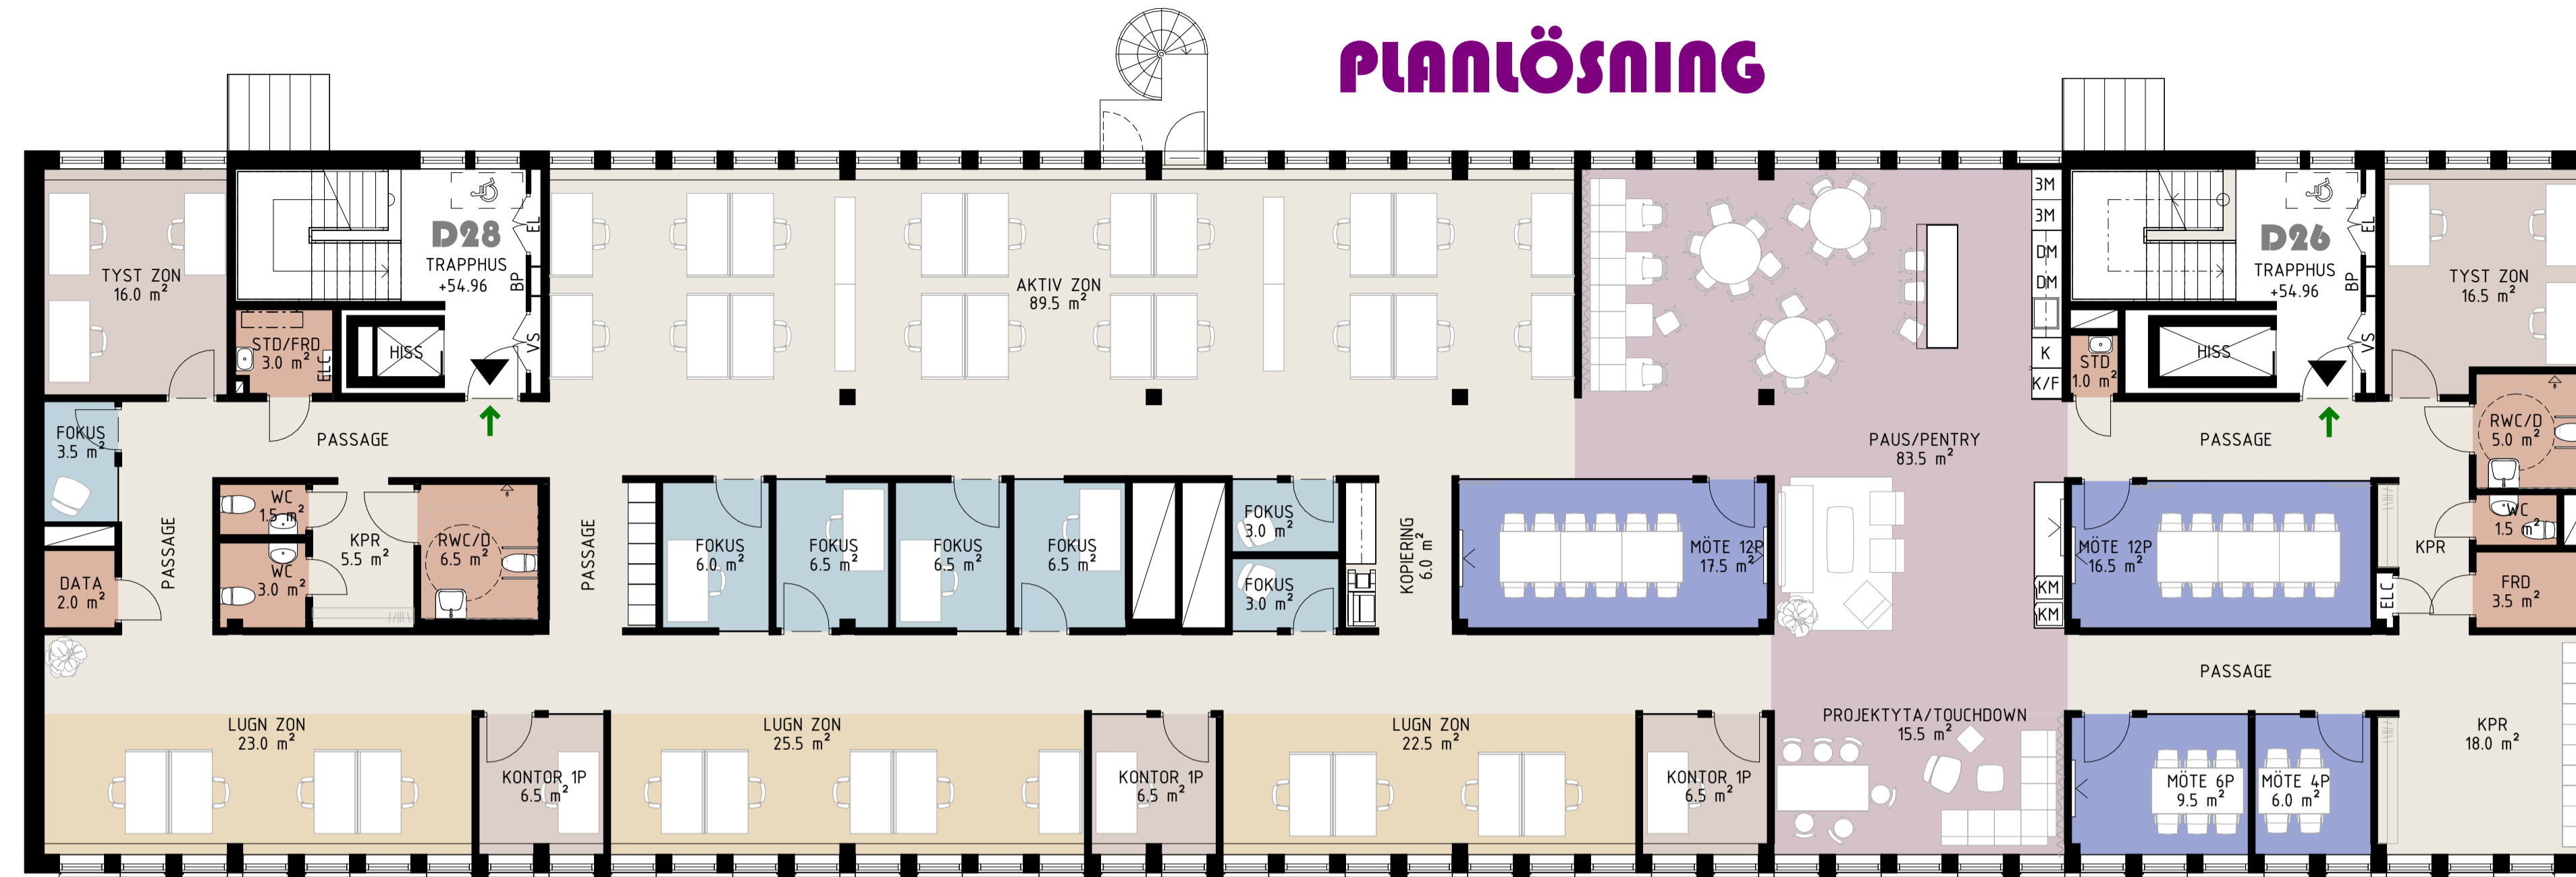 PLANLÖSNING
TYST ZON
16.0 m²
D28
TRAPPHUS
+54.96
EL
BP
VS
STD/FRD
3.0 m²
ELC
HISS
AKTIV ZON
89.5 m²
3M
3M
DM
DM
K
K/F
D26
TRAPPHUS
+54.96
EL
BP
VS
HISS
STD
1.0 m²
TYST ZON
16.5 m²
FOKUS
3.5 m²
PASSAGE
PAUS/PENTRY
83.5 m²
PASSAGE
RWC/D
5.0 m²
DATA
2.0 m²
PASSAGE
WC
1.5 m²
WC
3.0 m²
KPR
5.5 m²
RWC/D
6.5 m²
PASSAGE
FOKUS
6.0 m²
FOKUS
6.5 m²
FOKUS
6.5 m²
FOKUS
6.5 m²
FOKUS
3.0 m²
FOKUS
3.0 m²
KOPIERING
6.0 m²
MÖTE 12P
17.5 m²
KM
KM
MÖTE 12P
16.5 m²
ELC
KPR
WC
1.5 m²
FRD
3.5 m²
PASSAGE
LUGN ZON
23.0 m²
KONTOR 1P
6.5 m²
LUGN ZON
25.5 m²
KONTOR 1P
6.5 m²
LUGN ZON
22.5 m²
KONTOR 1P
6.5 m²
PROJEKTYTA/TOUCHDOWN
15.5 m²
MÖTE 6P
9.5 m²
MÖTE 4P
6.0 m²
KPR
18.0 m²